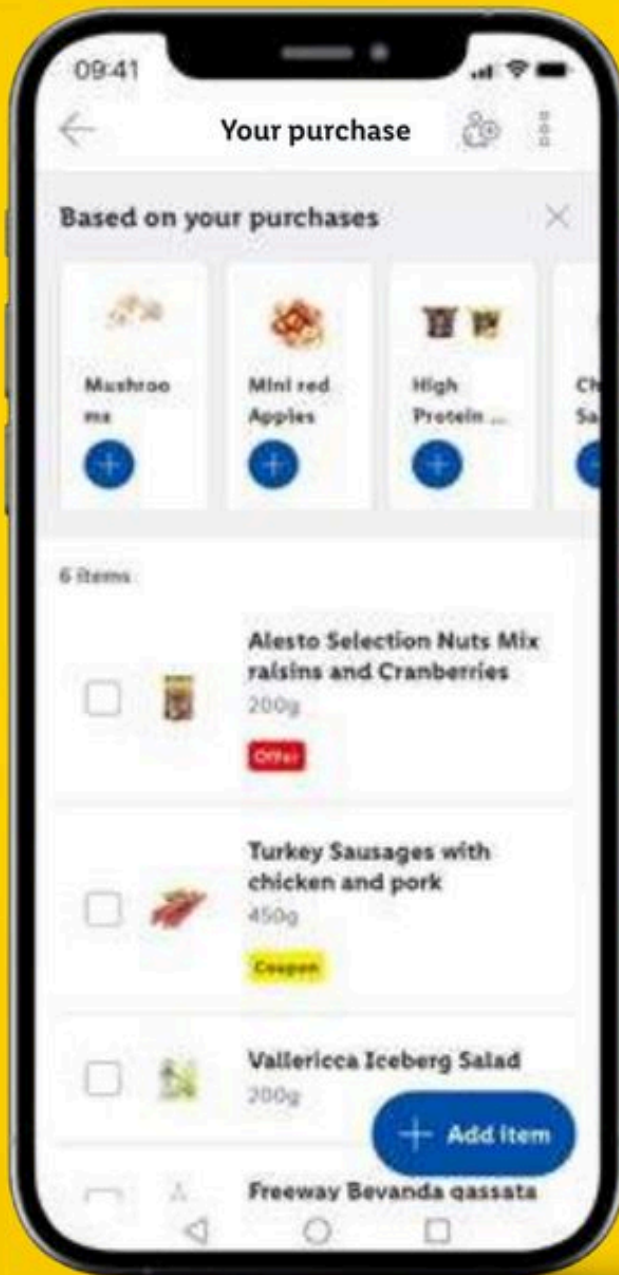 09:41
Your purchase
Based on your purchases
Mushroo
ms
Mini red
Apples
High
Protein ...
Ch
Sa
6 items
Alesto Selection Nuts Mix
raisins and Cranberries
200g
Offer
Turkey Sausages with
chicken and pork
450g
Coupon
Vallericca Iceberg Salad
200g
+ Add item
Freeway Bevanda gassata